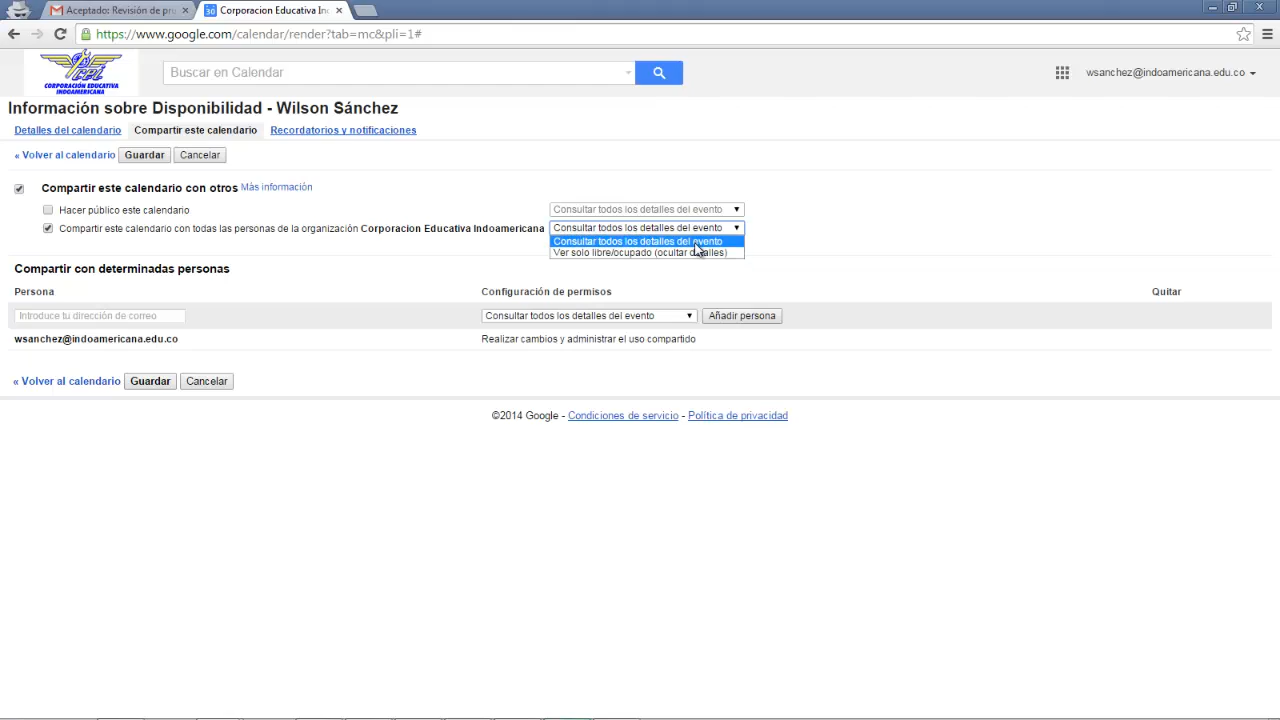 Aceptado: Revisión de pru
Corporacion Educativa In
https://www.google.com/calendar/render?tab=mc&pli=1#
cei
CORPORACIÓN EDUCATIVA
INDOAMERICANA
Buscar en Calendar
wsanchez@indoamericana.edu.co
Información sobre Disponibilidad - Wilson Sánchez
Detalles del calendario Compartir este calendario Recordatorios y notificaciones
« Volver al calendario Guardar Cancelar
Compartir este calendario con otros Más información
Hacer público este calendario Consultar todos los detalles del evento
Compartir este calendario con todas las personas de la organización Corporacion Educativa Indoamericana Consultar todos los detalles del evento
Consultar todos los detalles del evento
Ver solo libre/ocupado (ocultar detalles)
Compartir con determinadas personas
Persona Configuración de permisos Quitar
Introduce tu dirección de correo Consultar todos los detalles del evento Añadir persona
wsanchez@indoamericana.edu.co Realizar cambios y administrar el uso compartido
« Volver al calendario Guardar Cancelar
©2014 Google - Condiciones de servicio - Política de privacidad